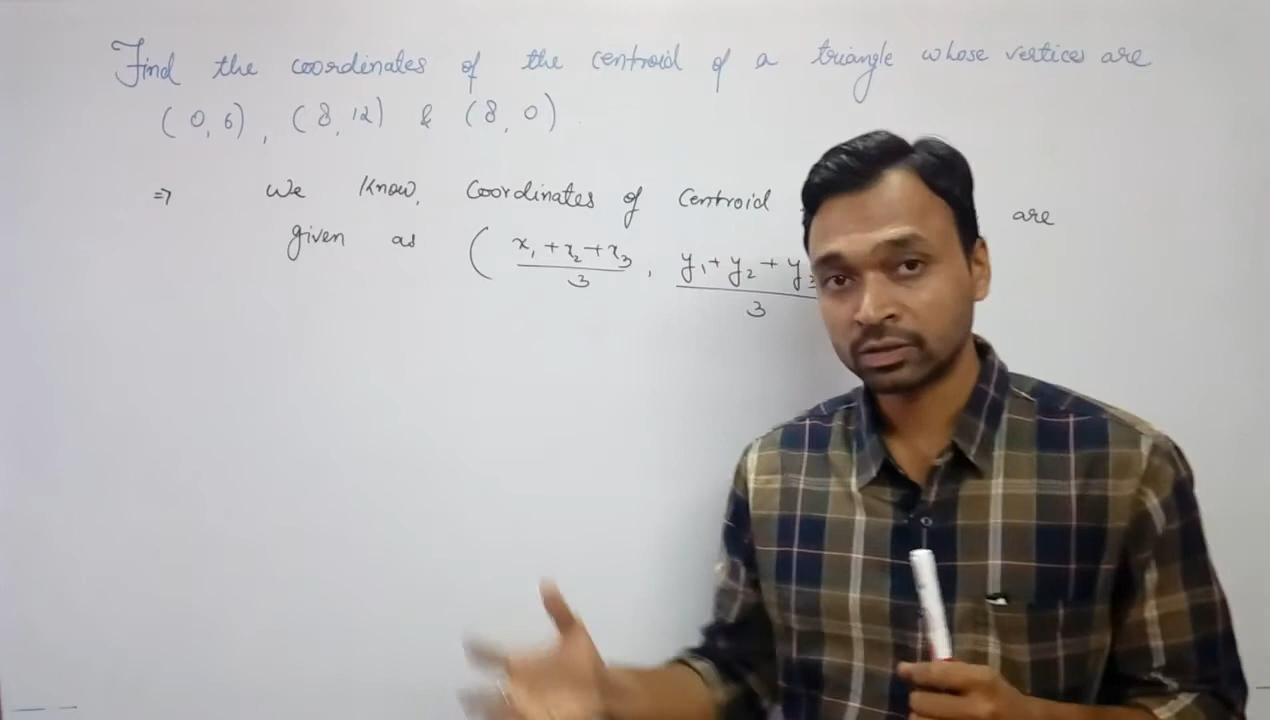 Find the coordinates of the centroid of a triangle whose vertices are
(0,6), (8,12) & (8,0)
⇒ We know, Coordinates of Centroid are
given as ( x₁+x₂+x₃/3 , y₁+y₂+y₃/3